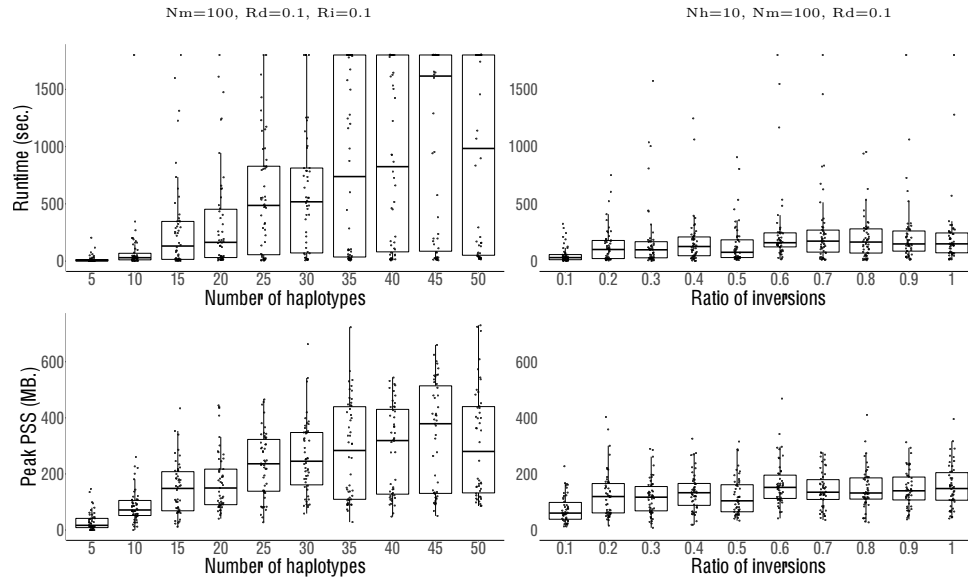 Nm=100, Rd=0.1, Ri=0.1
Nh=10, Nm=100, Rd=0.1
Runtime (sec.)
1500
1000
500
0
5 10 15 20 25 30 35 40 45 50
Number of haplotypes
1500
1000
500
0
0.1 0.2 0.3 0.4 0.5 0.6 0.7 0.8 0.9 1
Ratio of inversions
Peak PSS (MB.)
600
400
200
0
5 10 15 20 25 30 35 40 45 50
Number of haplotypes
600
400
200
0
0.1 0.2 0.3 0.4 0.5 0.6 0.7 0.8 0.9 1
Ratio of inversions